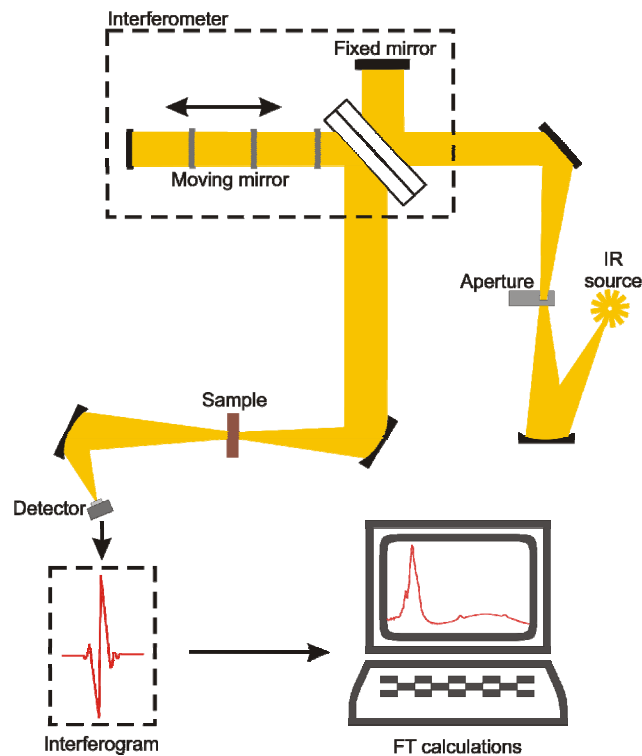 Interferometer
Fixed mirror
Moving mirror
IR
source
Aperture
Sample
Detector
Interferogram
FT calculations